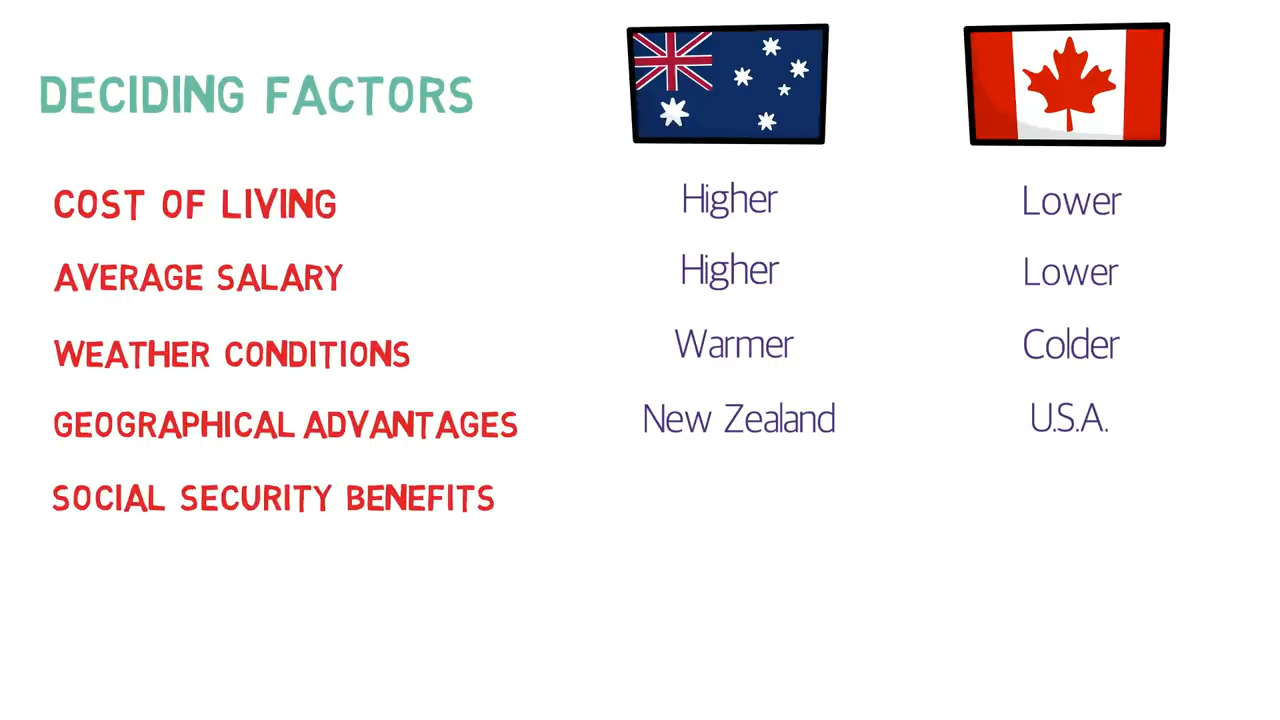 DECIDING FACTORS
COST OF LIVING Higher Lower
AVERAGE SALARY Higher Lower
WEATHER CONDITIONS Warmer Colder
GEOGRAPHICAL ADVANTAGES New Zealand U.S.A.
SOCIAL SECURITY BENEFITS